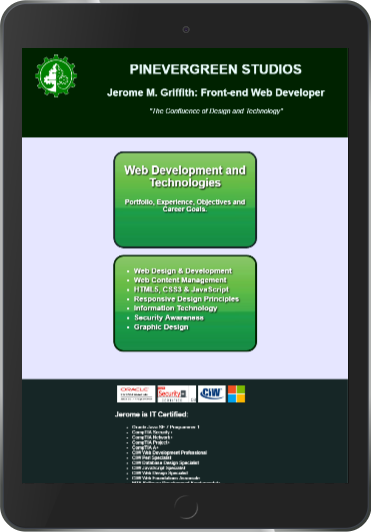 PINEVERGREEN STUDIOS
Jerome M. Griffith: Front-end Web Developer
"The Confluence of Design and Technology"
Web Development and
Technologies
Portfolio, Experience, Objectives and
Career Goals.
Web Design & Development
Web Content Management
HTML5, CSS3 & JavaScript
Responsive Design Principles
Information Technology
Security Awareness
Graphic Design
ORACLE Security+ CIW
Jerome is IT Certified:
Oracle Java SE 7 Programmer 1
CompTIA Security+
CompTIA Network+
CompTIA Project+
CompTIA A+
CIW Web Development Professional
CIW Perl Specialist
CIW Database Design Specialist
CIW JavaScript Specialist
CIW Web Design Specialist
CIW Web Foundations Associate